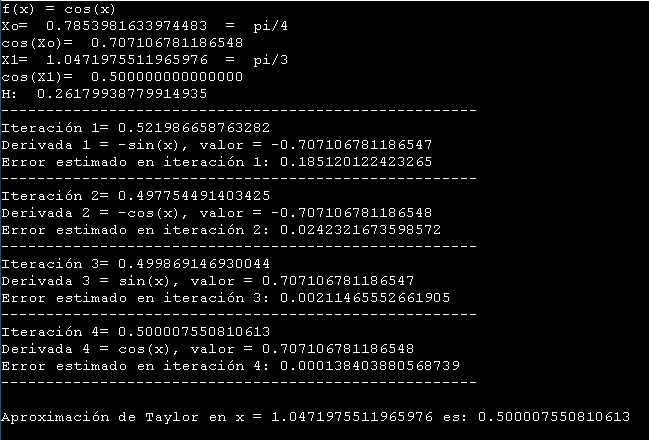 f(x) = cos(x)
Xo=  0.7853981633974483  =  pi/4
cos(Xo)=  0.707106781186548
X1=  1.0471975511965976  =  pi/3
cos(X1)=  0.500000000000000
H:  0.26179938779914935
--------------------------------------------------
Iteración 1= 0.521986658763282
Derivada 1 = -sin(x), valor = -0.707106781186547
Error estimado en iteración 1: 0.185120122423265
--------------------------------------------------
Iteración 2= 0.497754491403425
Derivada 2 = -cos(x), valor = -0.707106781186548
Error estimado en iteración 2: 0.0242321673598572
--------------------------------------------------
Iteración 3= 0.499869146930044
Derivada 3 = sin(x), valor = 0.707106781186547
Error estimado en iteración 3: 0.00211465552661905
--------------------------------------------------
Iteración 4= 0.500007550810613
Derivada 4 = cos(x), valor = 0.707106781186548
Error estimado en iteración 4: 0.000138403880568739
--------------------------------------------------
Aproximación de Taylor en x = 1.0471975511965976 es: 0.500007550810613